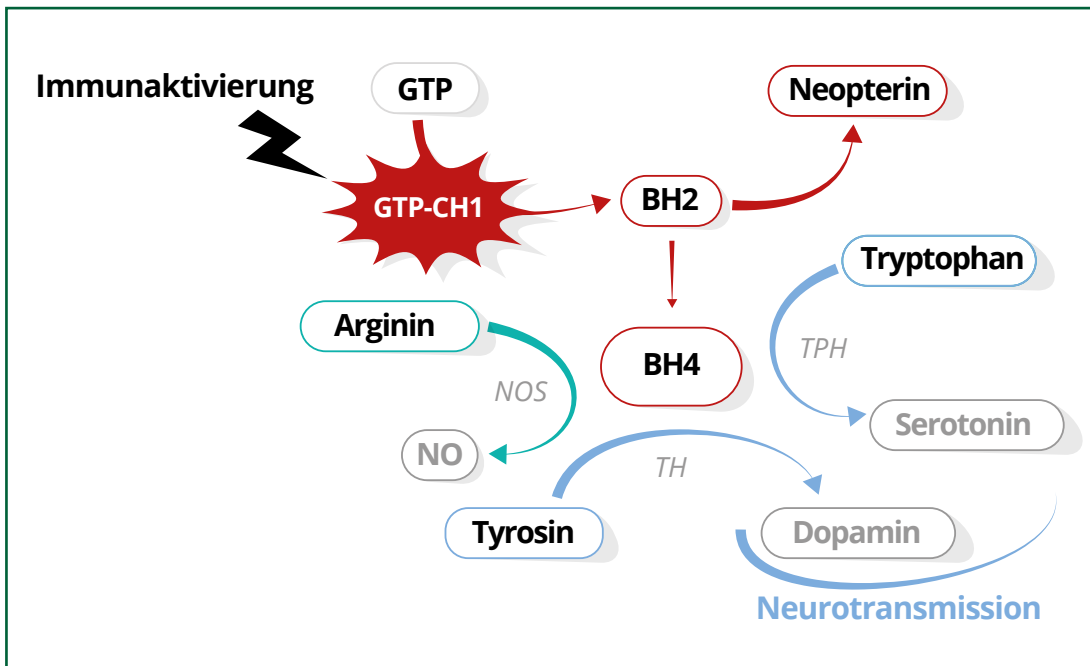 Immunaktivierung
GTP
Neopterin
GTP-CH1
BH2
Tryptophan
Arginin
BH4
TPH
NOS
Serotonin
NO
TH
Tyrosin
Dopamin
Neurotransmission